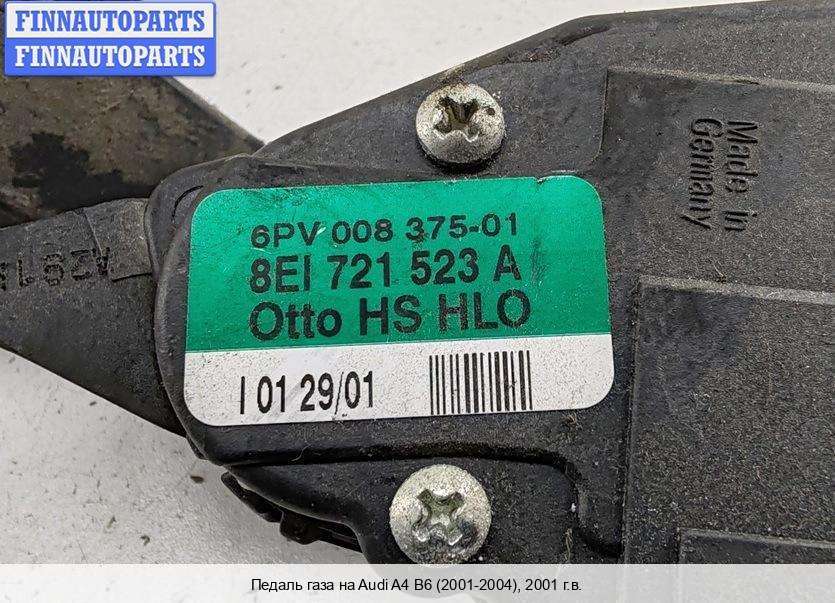 FINNAUTOPARTS
FINNAUTOPARTS
Made in
Germany
6PV 008 375-01
8EI 721 523 A
Otto HS HLO
I 01 29/01
Педаль газа на Audi A4 B6 (2001-2004), 2001 г.в.